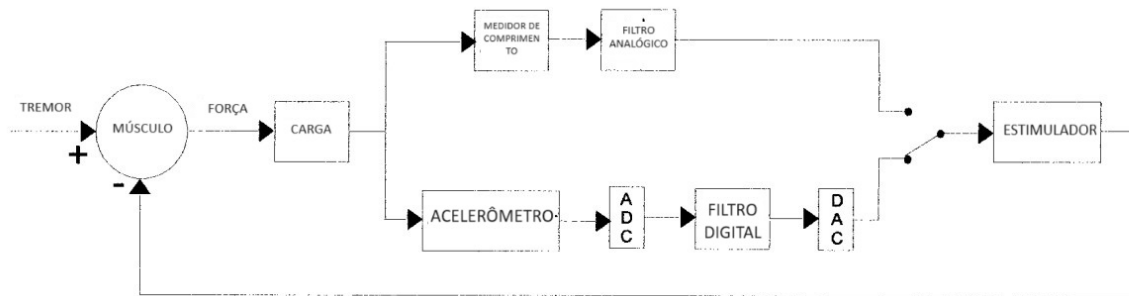 MEDIDOR DE
COMPRIMEN
TO
FILTRO
ANALÓGICO
TREMOR
+
MÚSCULO
-
FORÇA
CARGA
ESTIMULADOR
ACELERÔMETRO
A
D
C
FILTRO
DIGITAL
D
A
C